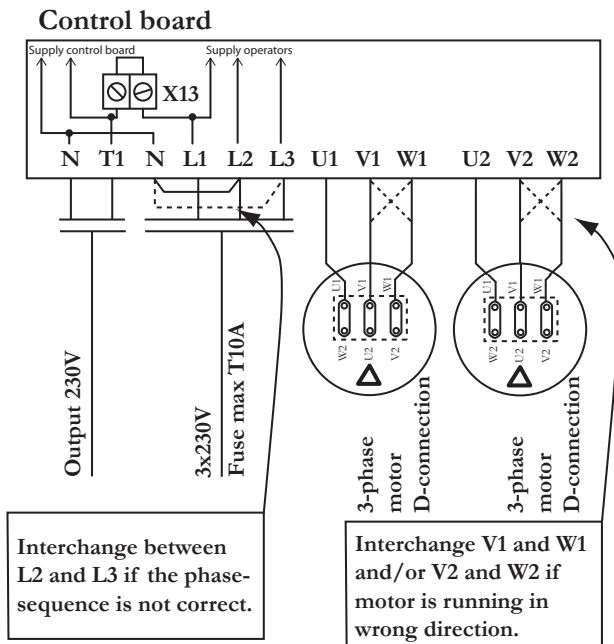 Control board
Supply control board
Supply operators
X13
N T1 N L1 L2 L3 U1 V1 W1 U2 V2 W2
U1 V1 W1
W2 U2 V2
U1 V1 W1
W2 U2 V2
Output 230V
3x230V
Fuse max T10A
3-phase
motor
D-connection
3-phase
motor
D-connection
Interchange between
L2 and L3 if the phase-
sequence is not correct.
Interchange V1 and W1
and/or V2 and W2 if
motor is running in
wrong direction.